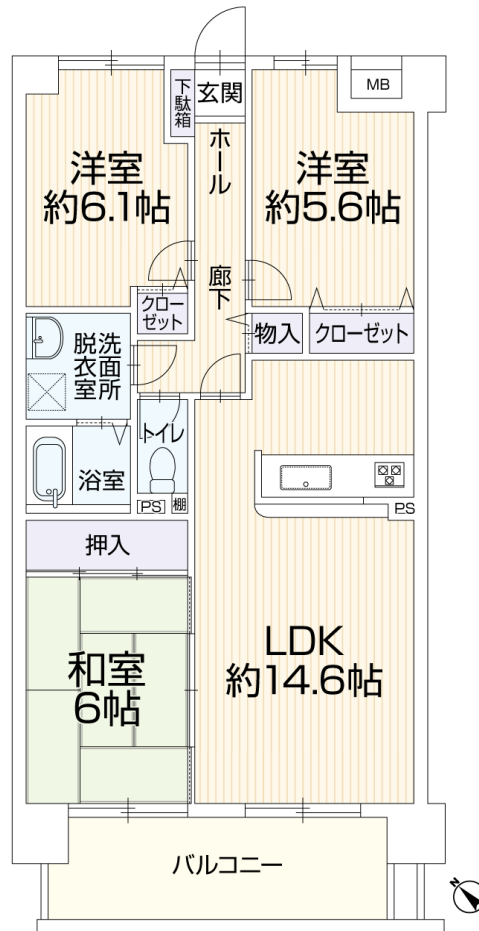 下駄箱
玄関
MB
洋室
約6.1帖
ホール
洋室
約5.6帖
廊下
クローゼット
物入
クローゼット
洗面所
脱衣室
トイレ
浴室
PS
棚
PS
押入
LDK
約14.6帖
和室
6帖
バルコニー
N